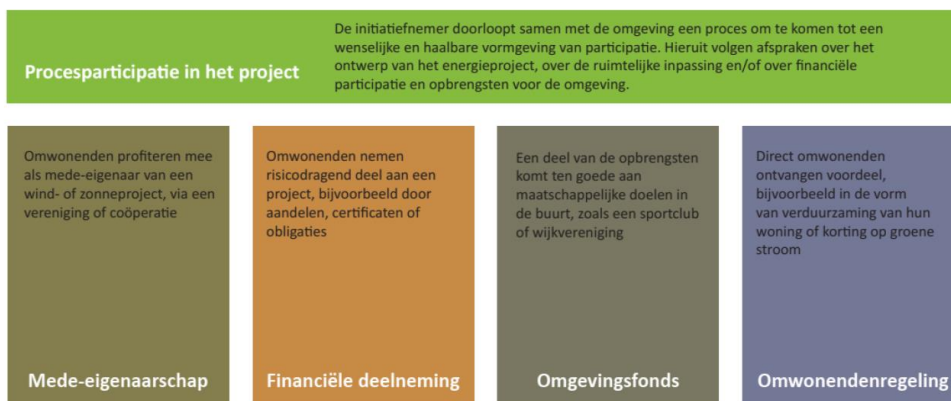 Procesparticipatie in het project
De initiatiefnemer doorloopt samen met de omgeving een proces om te komen tot een
wenselijke en haalbare vormgeving van participatie. Hieruit volgen afspraken over het
ontwerp van het energieproject, over de ruimtelijke inpassing en/of over financiële
participatie en opbrengsten voor de omgeving.
Omwonenden profiteren mee
als mede-eigenaar van een
wind- of zonneproject, via een
vereniging of coöperatie
Mede-eigenaarschap
Omwonenden nemen
risicodragend deel aan een
project, bijvoorbeeld door
aandelen, certificaten of
obligaties
Financiële deelneming
Een deel van de opbrengsten
komt ten goede aan
maatschappelijke doelen in
de buurt, zoals een sportclub
of wijkvereniging
Omgevingsfonds
Direct omwonenden
ontvangen voordeel,
bijvoorbeeld in de vorm
van verduurzaming van hun
woning of korting op groene
stroom
Omwonendenregeling